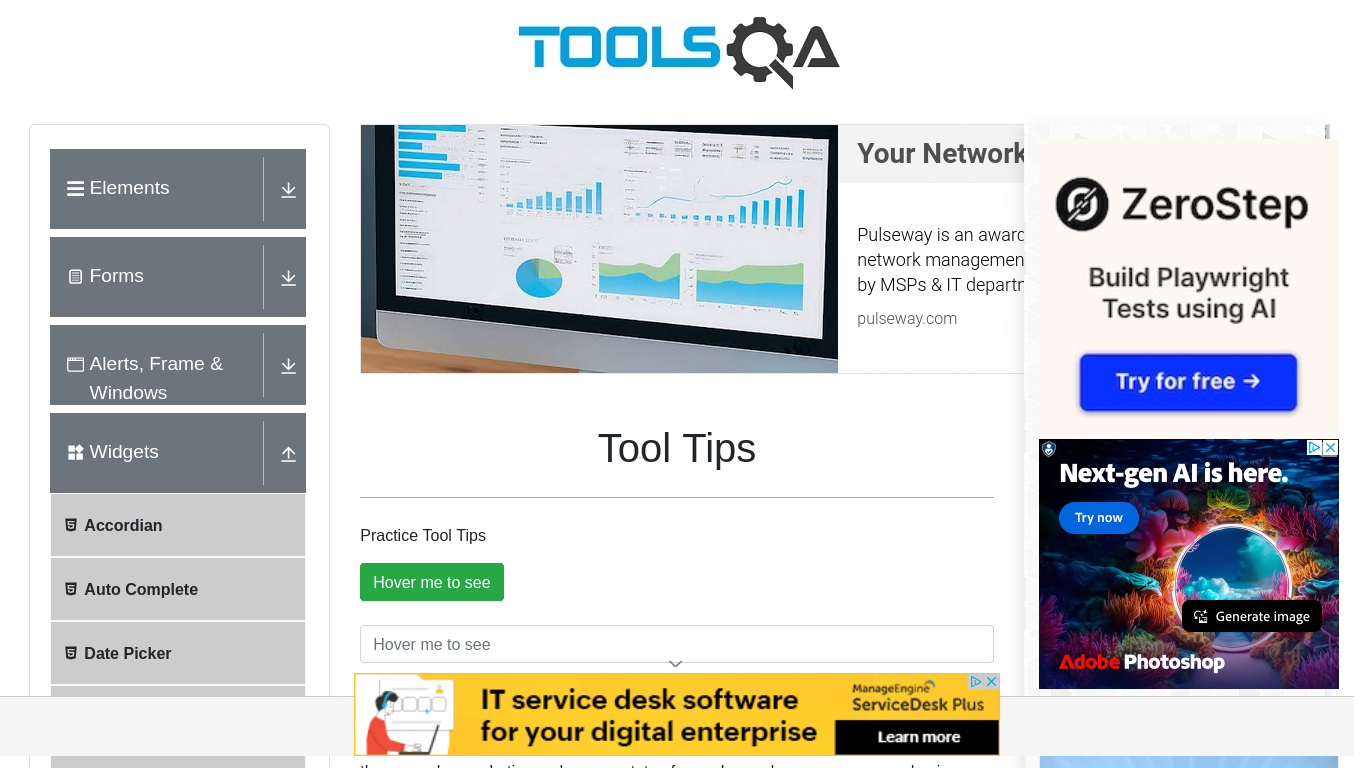 TOOLSQA
Elements
Forms
Alerts, Frame &
Windows
Widgets
Accordian
Auto Complete
Date Picker
Your Network
Pulseway is an award
network managemen
by MSPs & IT departn
pulseway.com
Tool Tips
Practice Tool Tips
Hover me to see
Hover me to see
ZeroStep
Build Playwright
Tests using AI
Try for free →
Next-gen AI is here.
Try now
Generate image
Adobe Photoshop
IT service desk software
for your digital enterprise
ManageEngine
ServiceDesk Plus
Learn more